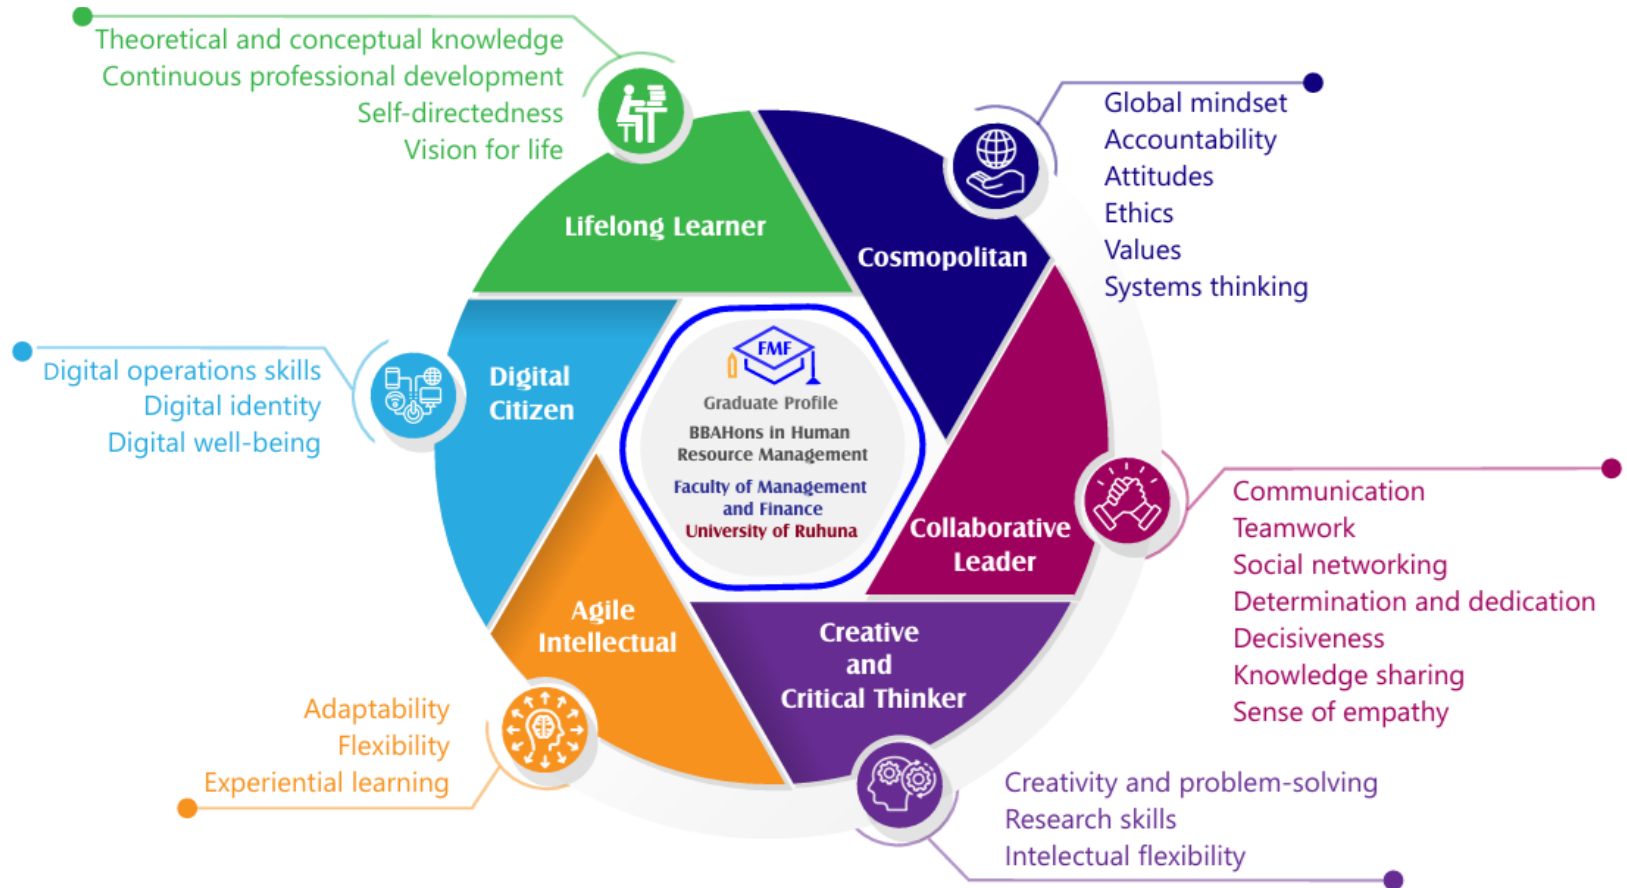 Theoretical and conceptual knowledge
Continuous professional development
Self-directedness
Vision for life
Lifelong Learner
Global mindset
Accountability
Attitudes
Ethics
Values
Systems thinking
Cosmopolitan
Digital operations skills
Digital identity
Digital well-being
Digital
Citizen
FMF
Graduate Profile
BBAHons in Human
Resource Management
Faculty of Management
and Finance
University of Ruhuna
Collaborative
Leader
Communication
Teamwork
Social networking
Determination and dedication
Decisiveness
Knowledge sharing
Sense of empathy
Agile
Intellectual
Adaptability
Flexibility
Experiential learning
Creative
and
Critical Thinker
Creativity and problem-solving
Research skills
Intelectual flexibility